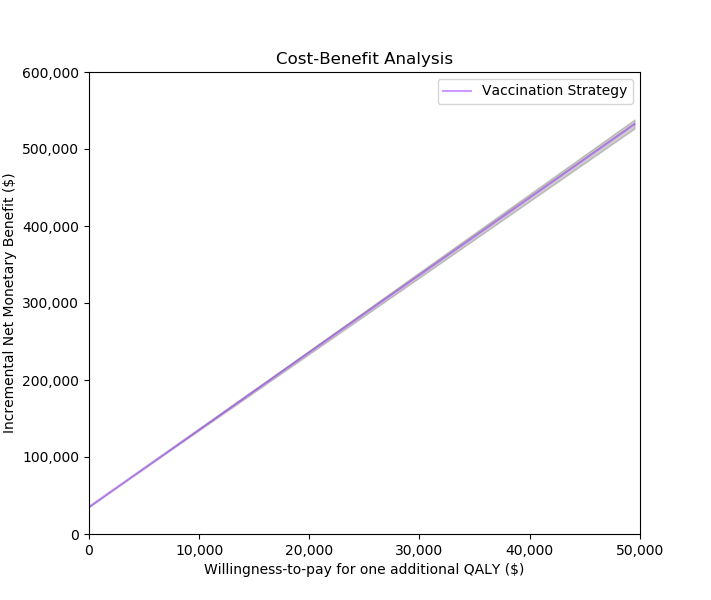 Cost-Benefit Analysis
Vaccination Strategy
Incremental Net Monetary Benefit ($)
600,000
500,000
400,000
300,000
200,000
100,000
0
0 10,000 20,000 30,000 40,000 50,000
Willingness-to-pay for one additional QALY ($)